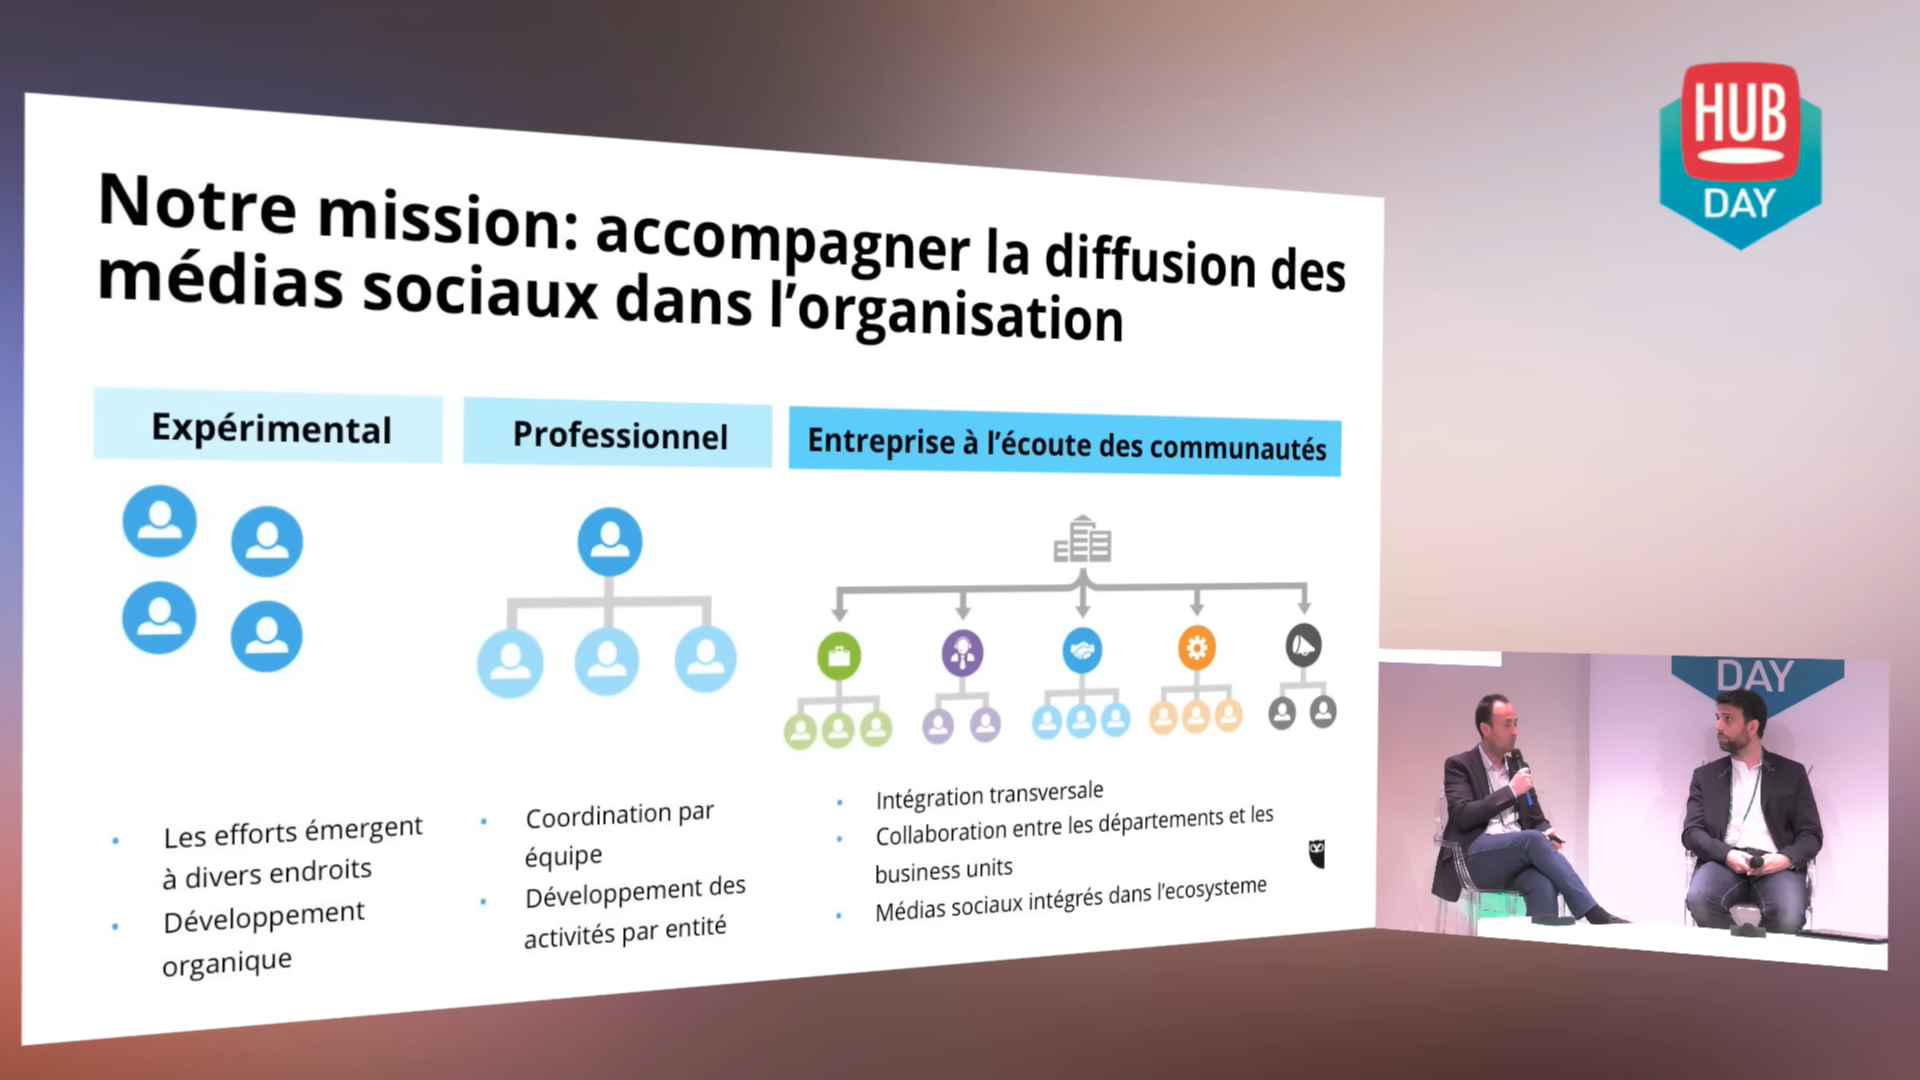 HUB
DAY
Notre mission: accompagner la diffusion des
médias sociaux dans l'organisation
Expérimental
Professionnel
Entreprise à l'écoute des communautés
• Les efforts émergent
à divers endroits
• Développement
organique
• Coordination par
équipe
• Développement des
activités par entité
• Intégration transversale
• Collaboration entre les départements et les
business units
• Médias sociaux intégrés dans l'ecosysteme
DAY